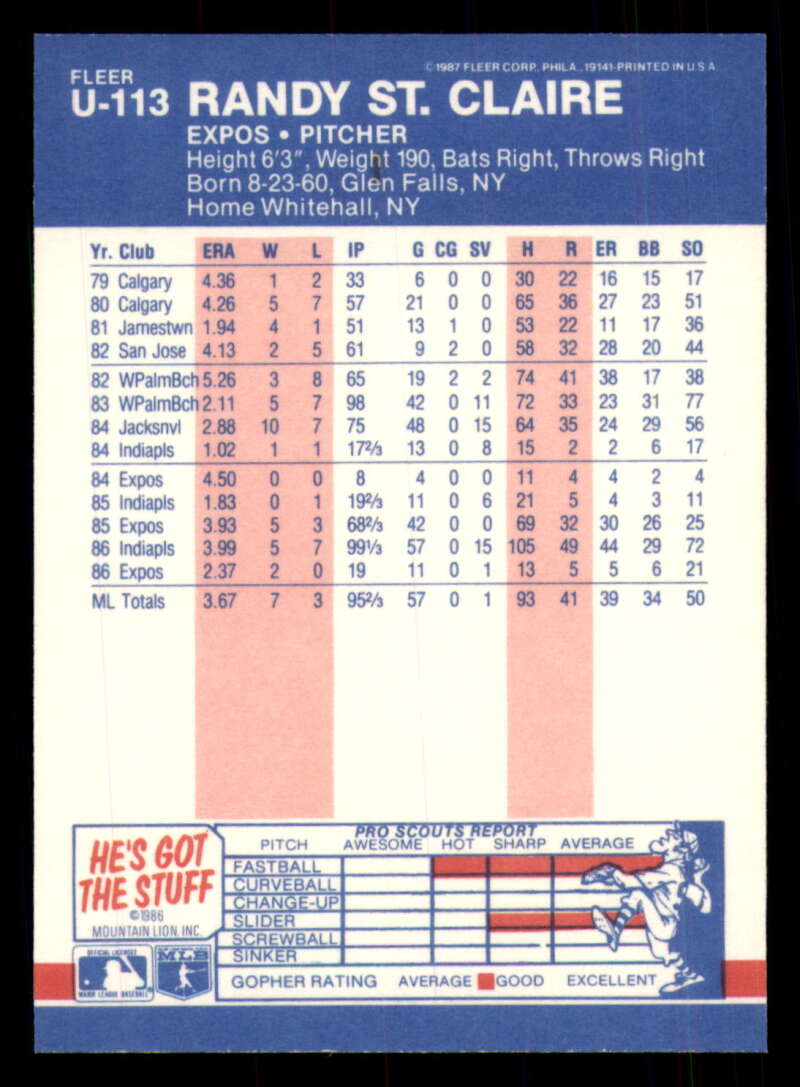 ©1987 FLEER CORP., PHILA., 19141-PRINTED IN U.S.A.
FLEER
U-113 RANDY ST. CLAIRE
EXPOS • PITCHER
Height 6'3", Weight 190, Bats Right, Throws Right
Born 8-23-60, Glen Falls, NY
Home Whitehall, NY
Yr. Club ERA W L IP G CG SV H R ER BB SO
79 Calgary 4.36 1 2 33 6 0 0 30 22 16 15 17
80 Calgary 4.26 5 7 57 21 0 0 65 36 27 23 51
81 Jamestwn 1.94 4 1 51 13 1 0 53 22 11 17 36
82 San Jose 4.13 2 5 61 9 2 0 58 32 28 20 44
82 WPalmBch 5.26 3 8 65 19 2 2 74 41 38 17 38
83 WPalmBch 2.11 5 7 98 42 0 11 72 33 23 31 77
84 Jacksnvl 2.88 10 7 75 48 0 15 64 35 24 29 56
84 Indiapls 1.02 1 1 17⅔ 13 0 8 15 2 2 6 17
84 Expos 4.50 0 0 8 4 0 0 11 4 4 2 4
85 Indiapls 1.83 0 1 19⅔ 11 0 6 21 5 4 3 11
85 Expos 3.93 5 3 68⅔ 42 0 0 69 32 30 26 25
86 Indiapls 3.99 5 7 99⅓ 57 0 15 105 49 44 29 72
86 Expos 2.37 2 0 19 11 0 1 13 5 5 6 21
ML Totals 3.67 7 3 95⅔ 57 0 1 93 41 39 34 50
HE'S GOT
THE STUFF
©1986
MOUNTAIN LION, INC.
OFFICIAL LICENSEE
MAJOR LEAGUE BASEBALL
MLB
PRO SCOUTS REPORT
PITCH AWESOME HOT SHARP AVERAGE
FASTBALL
CURVEBALL
CHANGE-UP
SLIDER
SCREWBALL
SINKER
GOPHER RATING AVERAGE GOOD EXCELLENT